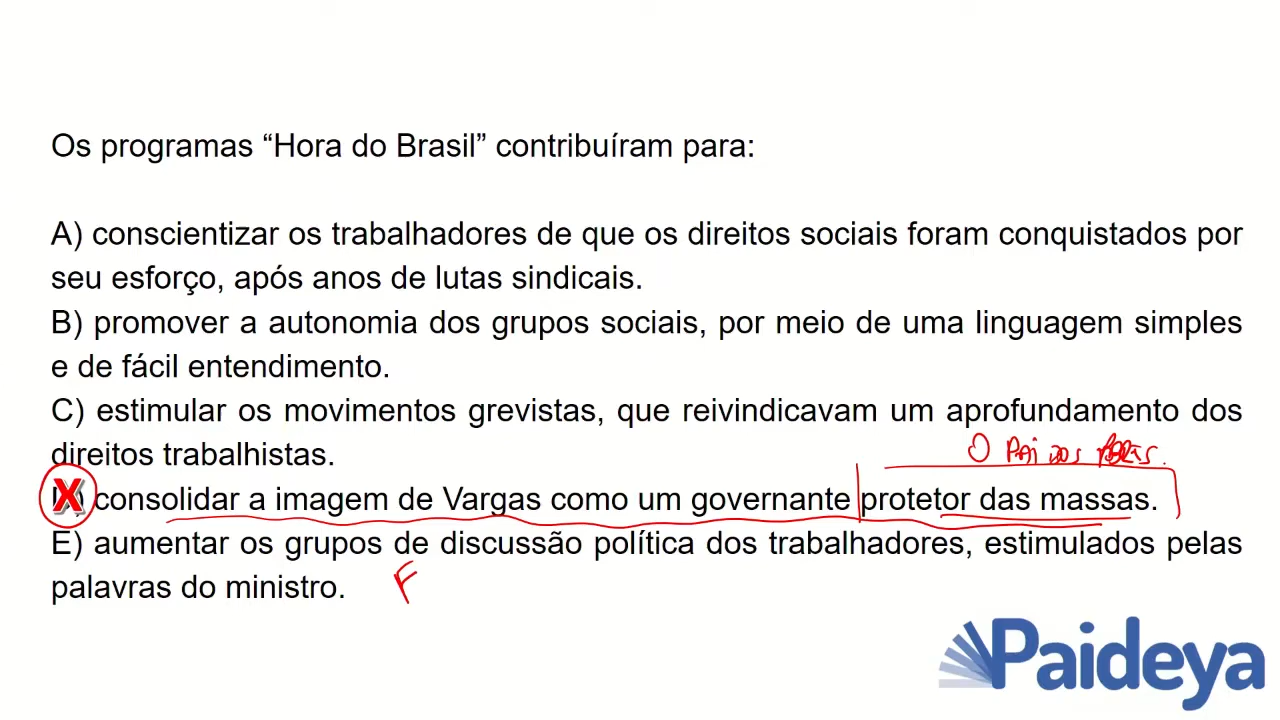 Os programas “Hora do Brasil” contribuíram para:
A) conscientizar os trabalhadores de que os direitos sociais foram conquistados por
seu esforço, após anos de lutas sindicais.
B) promover a autonomia dos grupos sociais, por meio de uma linguagem simples
e de fácil entendimento.
C) estimular os movimentos grevistas, que reivindicavam um aprofundamento dos
direitos trabalhistas.
O PAI DOS POBRES.
X) consolidar a imagem de Vargas como um governante protetor das massas.
E) aumentar os grupos de discussão política dos trabalhadores, estimulados pelas
palavras do ministro. F
Paideya